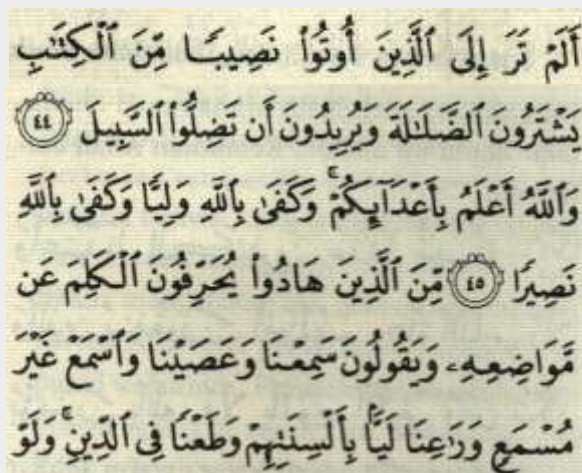 أَلَمْ تَرَ إِلَى ٱلَّذِينَ أُوتُوا۟ نَصِيبًا مِّنَ ٱلْكِتَٰبِ
يَشْتَرُونَ ٱلضَّلَٰلَةَ وَيُرِيدُونَ أَن تَضِلُّوا۟ ٱلسَّبِيلَ ٤٤
وَٱللَّهُ أَعْلَمُ بِأَعْدَآئِكُمْ ۚ وَكَفَىٰ بِٱللَّهِ وَلِيًّا وَكَفَىٰ بِٱللَّهِ
نَصِيرًا ٤٥ مِّنَ ٱلَّذِينَ هَادُوا۟ يُحَرِّفُونَ ٱلْكَلِمَ عَن
مَّوَاضِعِهِۦ وَيَقُولُونَ سَمِعْنَا وَعَصَيْنَا وَٱسْمَعْ غَيْرَ
مُسْمَعٍ وَرَٰعِنَا لَيًّۢا بِأَلْسِنَتِهِمْ وَطَعْنًا فِى ٱلدِّينِ ۚ وَلَوْ